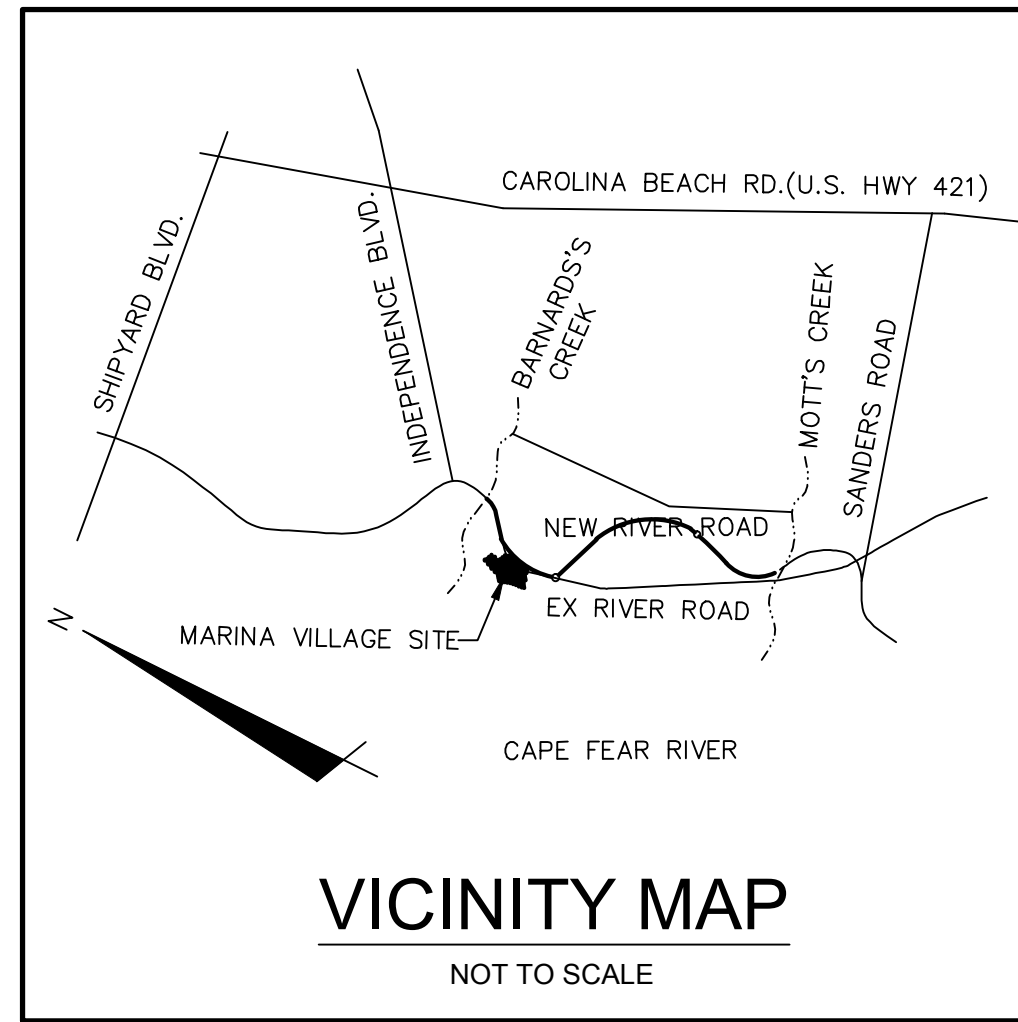 CAROLINA BEACH RD.(U.S. HWY 421)
SHIPYARD BLVD.
INDEPENDENCE BLVD.
BARNARDS'S
CREEK
MOTT'S CREEK
SANDERS ROAD
NEW RIVER ROAD
EX RIVER ROAD
N
MARINA VILLAGE SITE
CAPE FEAR RIVER
VICINITY MAP
NOT TO SCALE